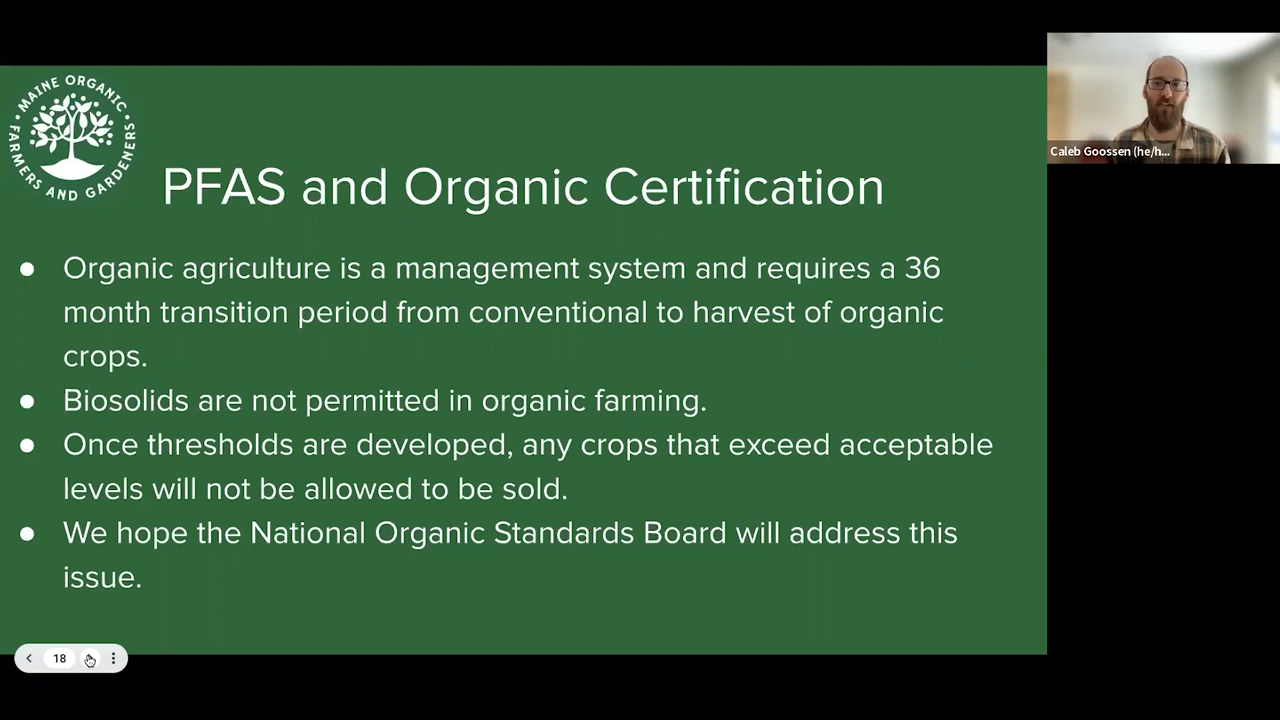 MAINE ORGANIC
FARMERS AND GARDENERS
PFAS and Organic Certification
● Organic agriculture is a management system and requires a 36
month transition period from conventional to harvest of organic
crops.
● Biosolids are not permitted in organic farming.
● Once thresholds are developed, any crops that exceed acceptable
levels will not be allowed to be sold.
● We hope the National Organic Standards Board will address this
issue.
18
Caleb Goossen (he/h...